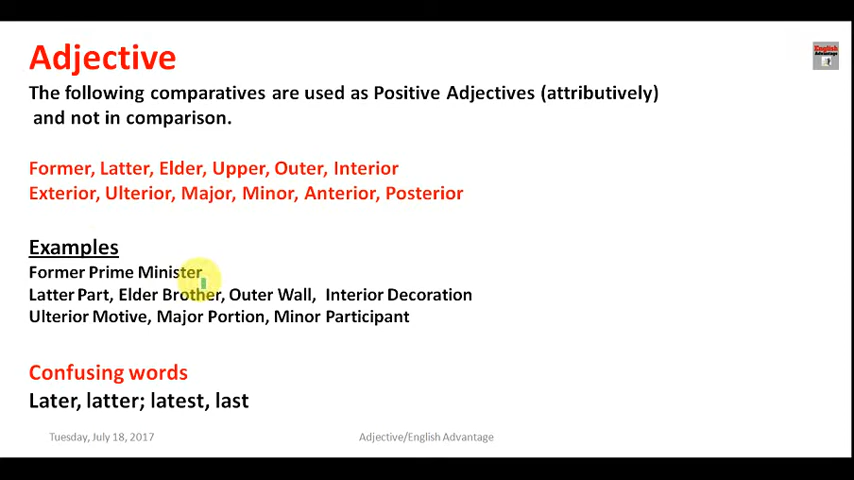 Adjective
English
Advantage
The following comparatives are used as Positive Adjectives (attributively)
and not in comparison.
Former, Latter, Elder, Upper, Outer, Interior
Exterior, Ulterior, Major, Minor, Anterior, Posterior
Examples
Former Prime Minister
Latter Part, Elder Brother, Outer Wall, Interior Decoration
Ulterior Motive, Major Portion, Minor Participant
Confusing words
Later, latter; latest, last
Tuesday, July 18, 2017
Adjective/English Advantage